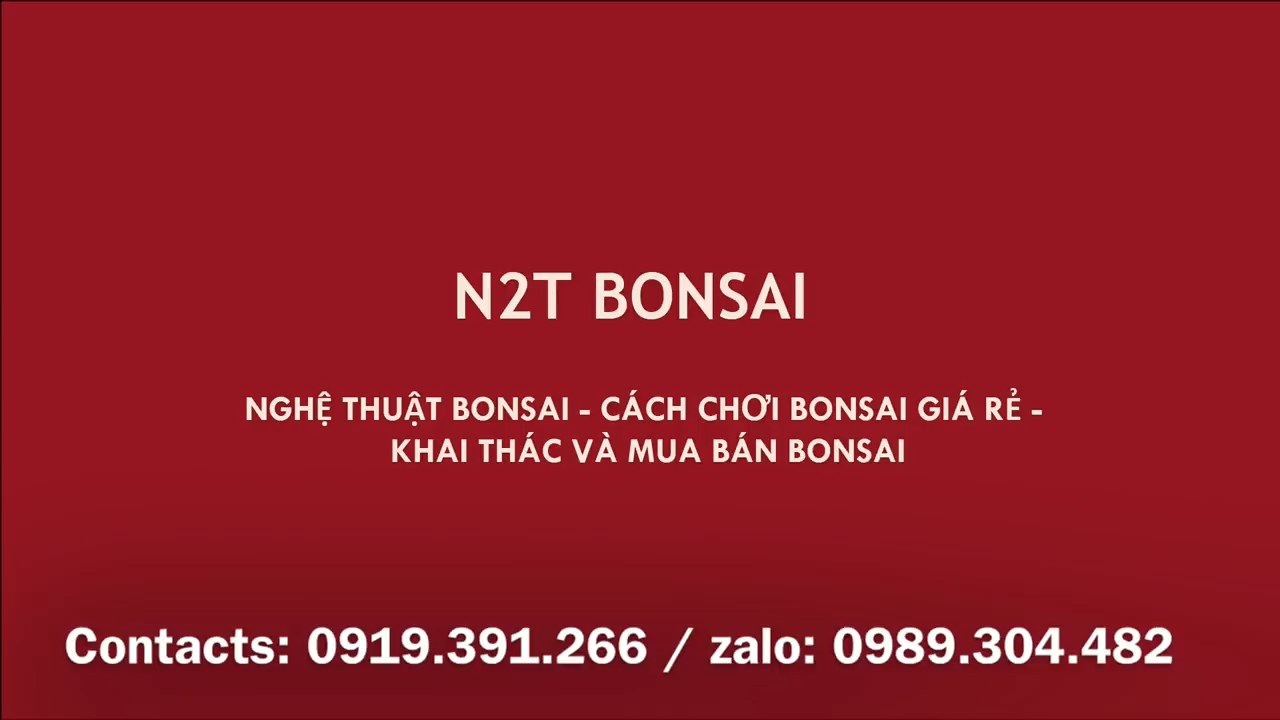 N2T BONSAI
NGHỆ THUẬT BONSAI - CÁCH CHƠI BONSAI GIÁ RẺ -
KHAI THÁC VÀ MUA BÁN BONSAI
Contacts: 0919.391.266 / zalo: 0989.304.482